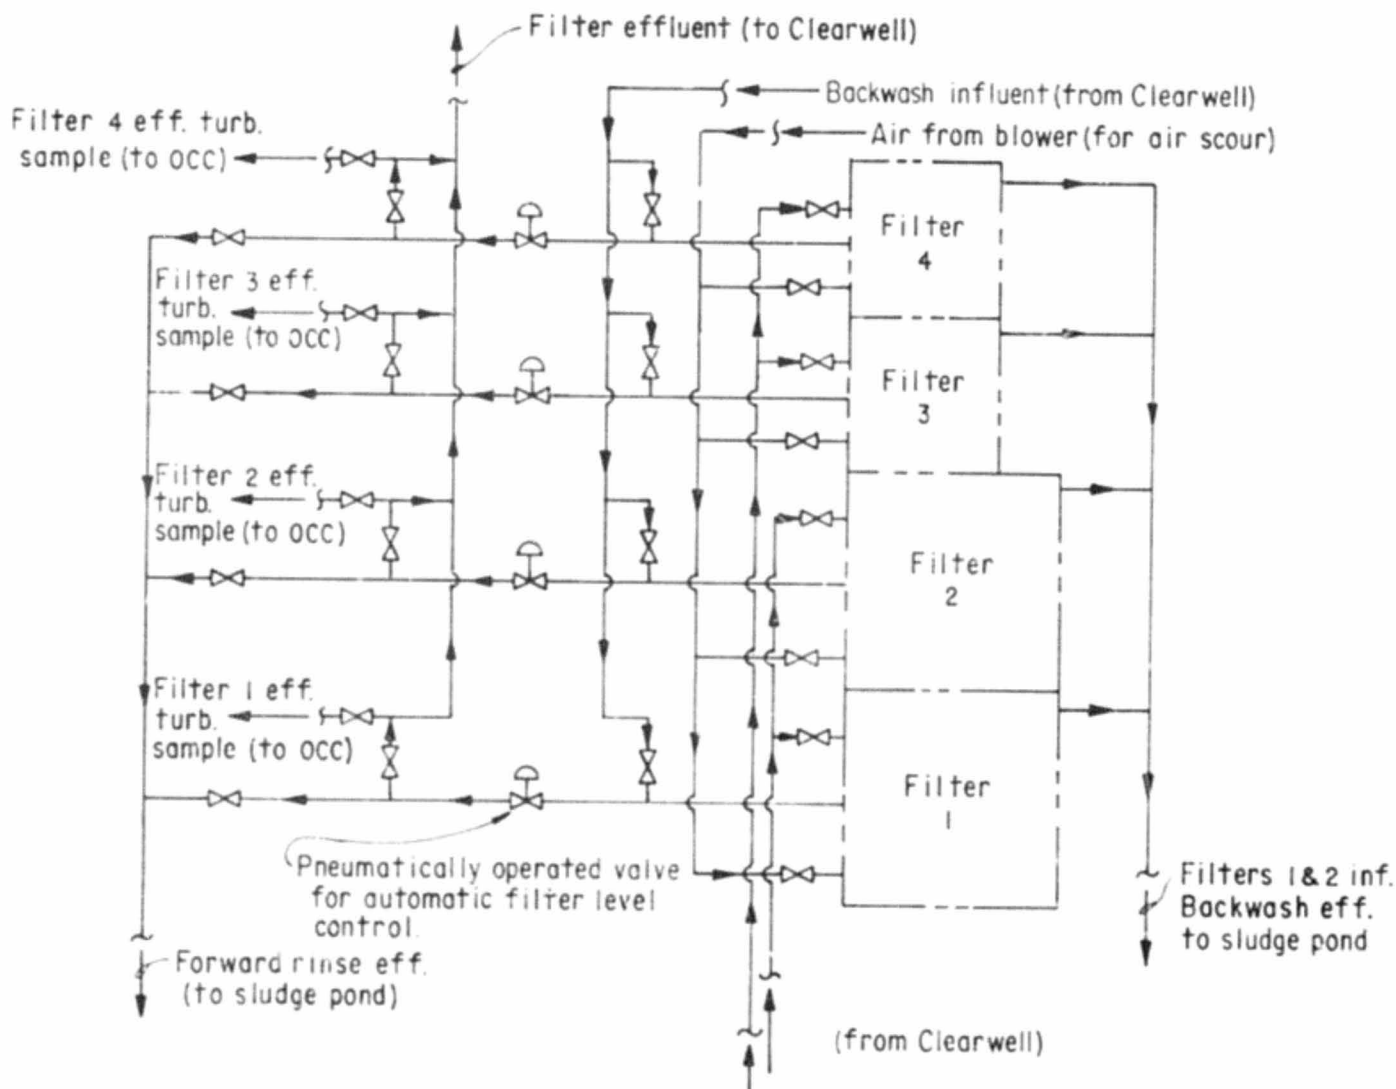 Filter effluent (to Clearwell)
Backwash influent (from Clearwell)
Air from blower (for air scour)
Filter 4 eff. turb.
sample (to OCC)
Filter
4
Filter 3 eff.
turb.
sample (to OCC)
Filter
3
Filter 2 eff.
turb.
sample (to OCC)
Filter
2
Filter 1 eff.
turb.
sample (to OCC)
Filter
1
Pneumatically operated valve
for automatic filter level
control.
Filters 1 & 2 inf.
Backwash eff.
to sludge pond
Forward rinse eff.
(to sludge pond)
(from Clearwell)